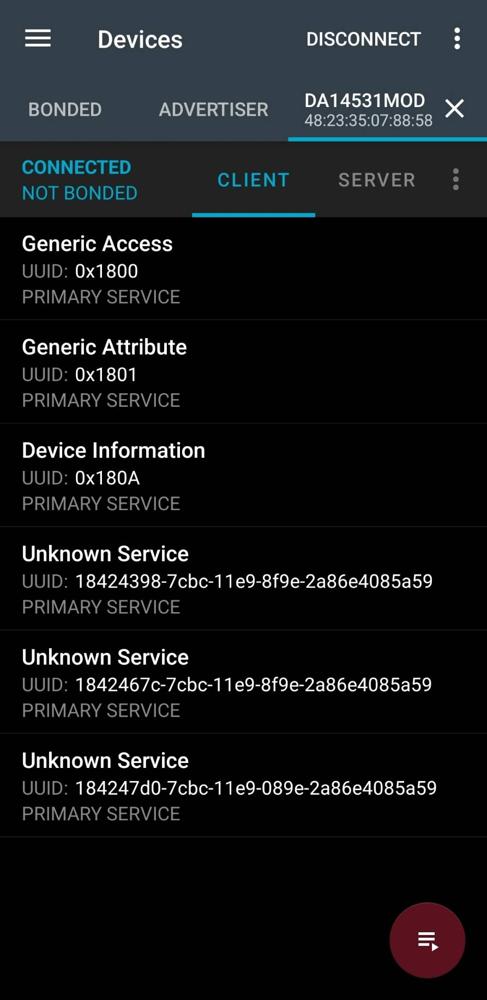 Devices
DISCONNECT
BONDED
ADVERTISER
DA14531MOD
48:23:35:07:88:58
CONNECTED
NOT BONDED
CLIENT
SERVER
Generic Access
UUID: 0x1800
PRIMARY SERVICE
Generic Attribute
UUID: 0x1801
PRIMARY SERVICE
Device Information
UUID: 0x180A
PRIMARY SERVICE
Unknown Service
UUID: 18424398-7cbc-11e9-8f9e-2a86e4085a59
PRIMARY SERVICE
Unknown Service
UUID: 1842467c-7cbc-11e9-8f9e-2a86e4085a59
PRIMARY SERVICE
Unknown Service
UUID: 184247d0-7cbc-11e9-089e-2a86e4085a59
PRIMARY SERVICE